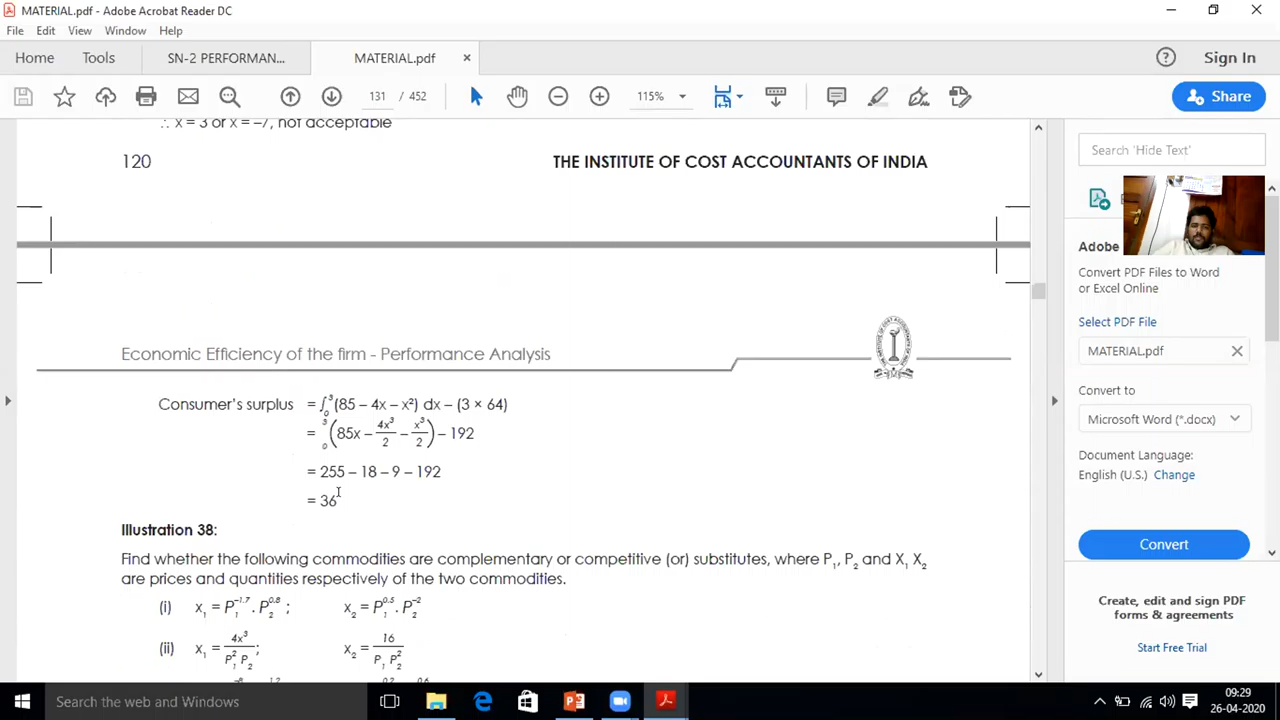 MATERIAL.pdf - Adobe Acrobat Reader DC
File Edit View Window Help
Home Tools SN-2 PERFORMAN... MATERIAL.pdf × Sign In
131 / 452 115% Share
∴ x = 3 or x = –7, not acceptable
120 THE INSTITUTE OF COST ACCOUNTANTS OF INDIA
Economic Efficiency of the firm - Performance Analysis
Consumer's surplus = ∫₀³ (85 – 4x – x²) dx – (3 × 64)
= ₀³ (85x – 4x³/2 – x³/2) – 192
= 255 – 18 – 9 – 192
= 36
Illustration 38:
Find whether the following commodities are complementary or competitive (or) substitutes, where P₁, P₂ and X₁ X₂
are prices and quantities respectively of the two commodities.
(i) x₁ = P₁^–1.7 . P₂^0.8 ; x₂ = P₁^0.5 . P₂^–2
(ii) x₁ = 4x³/P₁² P₂; x₂ = 16/P₁ P₂²
Search 'Hide Text'
Adobe
Convert PDF Files to Word
or Excel Online
Select PDF File
MATERIAL.pdf
Convert to
Microsoft Word (*.docx)
Document Language:
English (U.S.) Change
Convert
Create, edit and sign PDF
forms & agreements
Start Free Trial
Search the web and Windows
09:29
26-04-2020